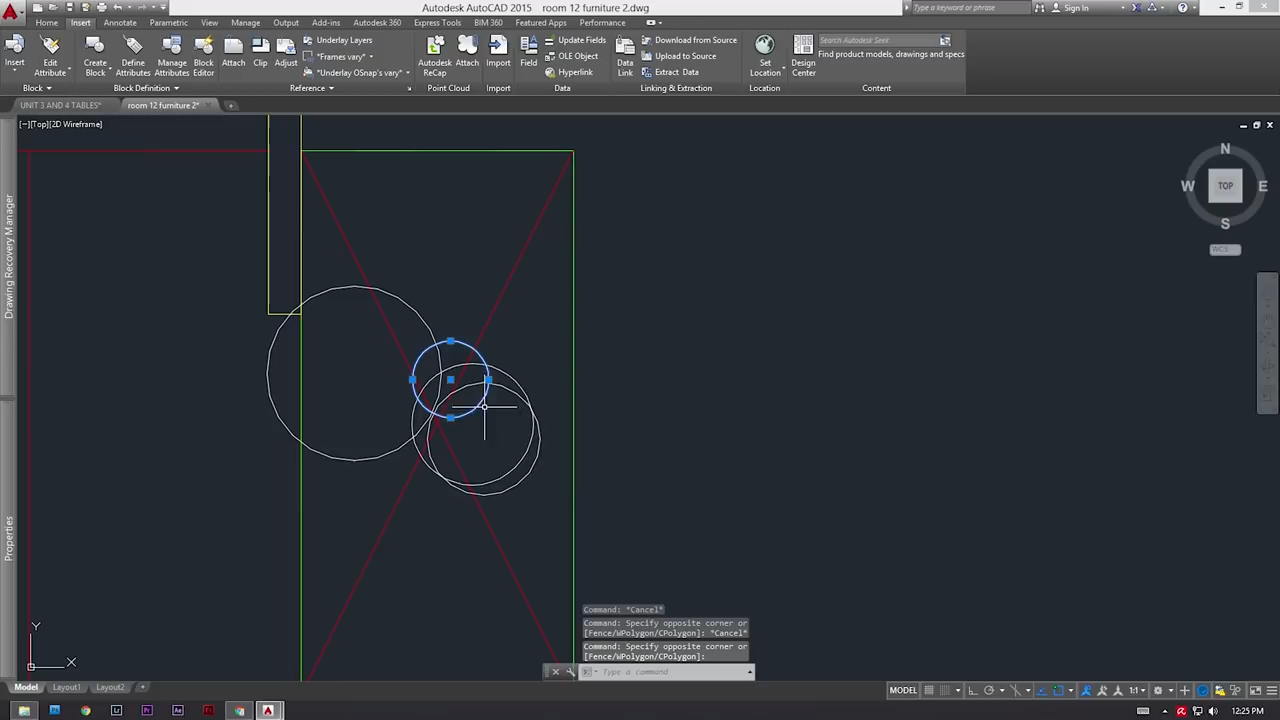 Autodesk AutoCAD 2015 room 12 furniture 2.dwg
Type a keyword or phrase
Sign In
Home Insert Annotate Parametric View Manage Output Add-ins Autodesk 360 Express Tools BIM 360 Featured Apps Performance
Insert
Edit Attribute
Create Block
Define Attributes
Manage Attributes
Block Editor
Attach
Clip
Adjust
Underlay Layers
*Frames vary*
*Underlay OSnap's vary*
Autodesk ReCap
Attach
Import
Field
Update Fields
OLE Object
Hyperlink
Data Link
Download from Source
Upload to Source
Extract Data
Set Location
Design Center
Search Autodesk Seek
Find product models, drawings and specs
Block Block Definition Reference Point Cloud Import Data Linking & Extraction Location Content
UNIT 3 AND 4 TABLES* room 12 furniture 2*
[−][Top][2D Wireframe]
N
W TOP E
S
WCS
Drawing Recovery Manager
Properties
Y
X
Command: *Cancel*
Command: Specify opposite corner or
[Fence/WPolygon/CPolygon]: *Cancel*
Command: Specify opposite corner or
[Fence/WPolygon/CPolygon]:
Type a command
Model Layout1 Layout2 +
MODEL 1:1
12:25 PM